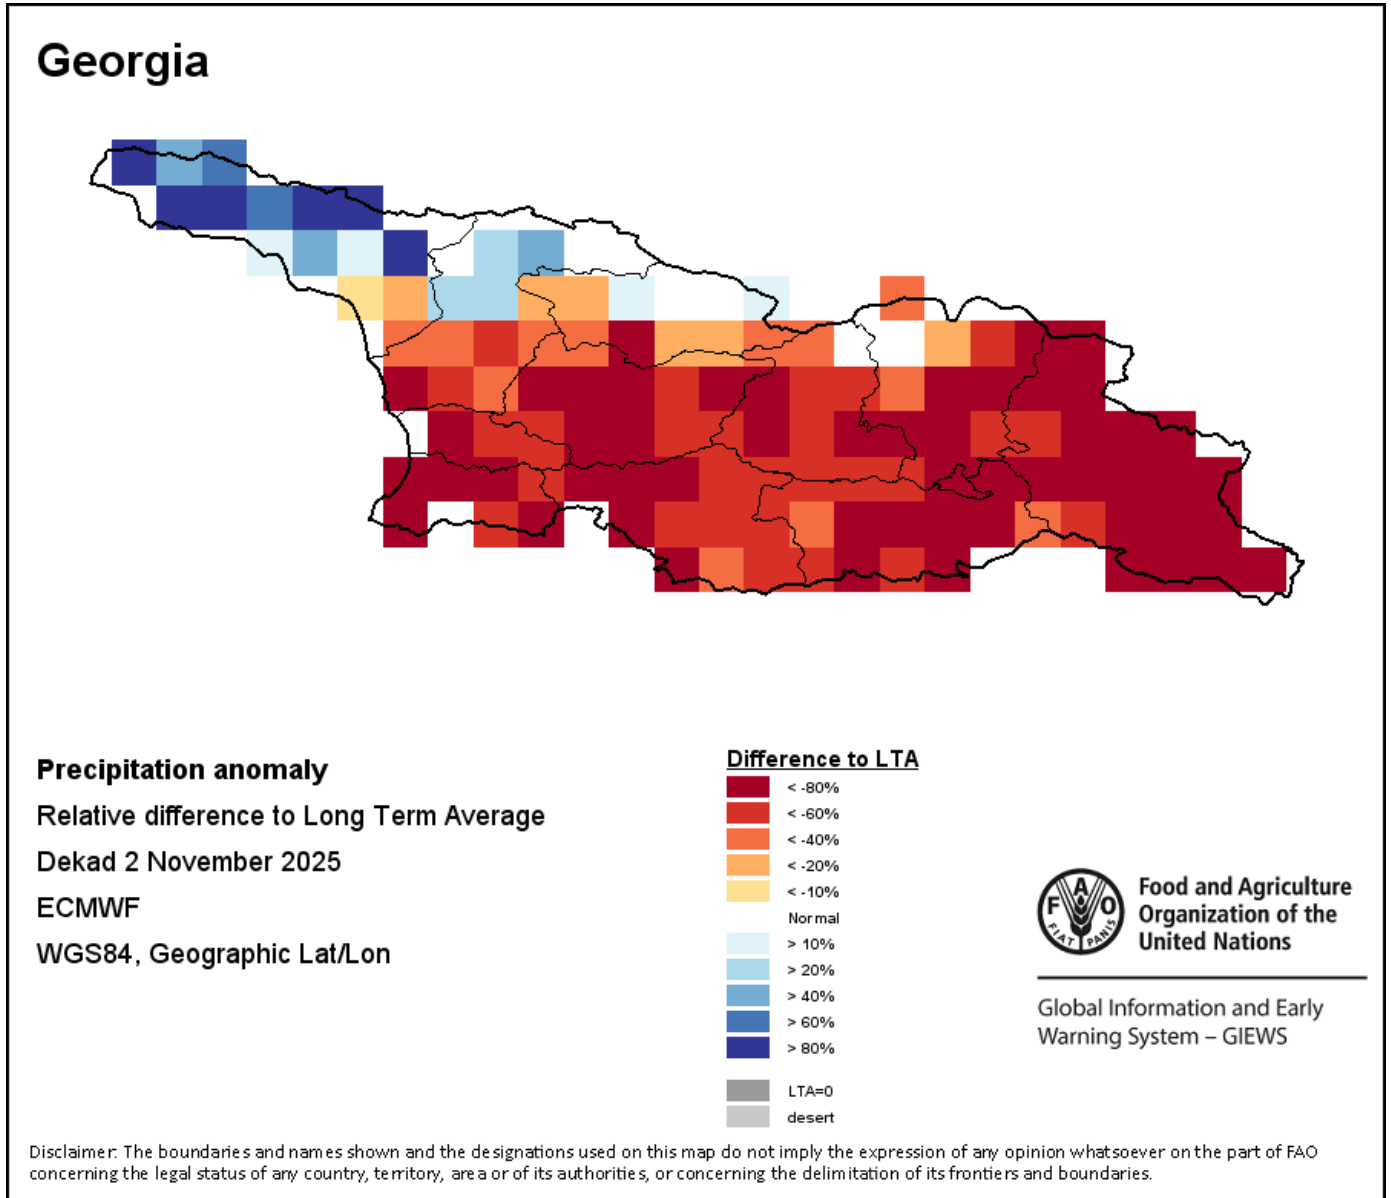 Georgia
Precipitation anomaly
Relative difference to Long Term Average
Dekad 2 November 2025
ECMWF
WGS84, Geographic Lat/Lon
Difference to LTA
< -80%
< -60%
< -40%
< -20%
< -10%
Normal
> 10%
> 20%
> 40%
> 60%
> 80%
LTA=0
desert
F A O
FIAT PANIS
Food and Agriculture
Organization of the
United Nations
Global Information and Early
Warning System – GIEWS
Disclaimer: The boundaries and names shown and the designations used on this map do not imply the expression of any opinion whatsoever on the part of FAO
concerning the legal status of any country, territory, area or of its authorities, or concerning the delimitation of its frontiers and boundaries.